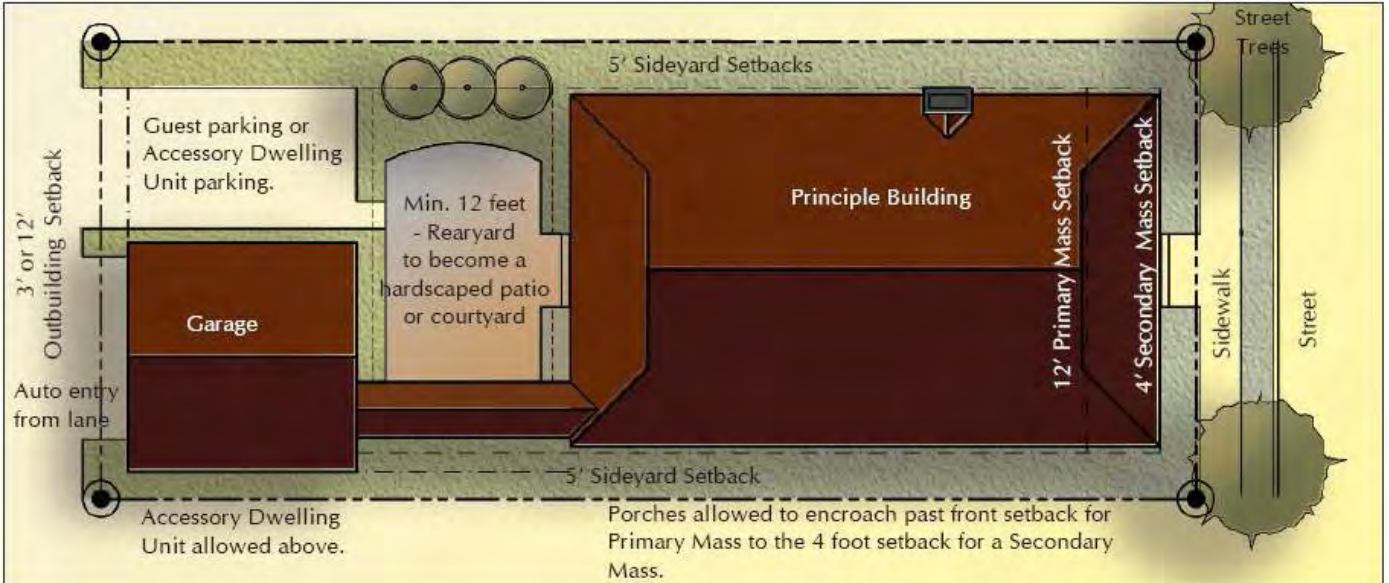 Street
Trees
5' Sideyard Setbacks
Guest parking or
Accessory Dwelling
Unit parking.
3' or 12'
Outbuilding Setback
Min. 12 feet
- Rearyard
to become a
hardscaped patio
or courtyard
Principle Building
12' Primary Mass Setback
4' Secondary Mass Setback
Sidewalk
Street
Garage
Auto entry
from lane
5' Sideyard Setback
Accessory Dwelling
Unit allowed above.
Porches allowed to encroach past front setback for
Primary Mass to the 4 foot setback for a Secondary
Mass.